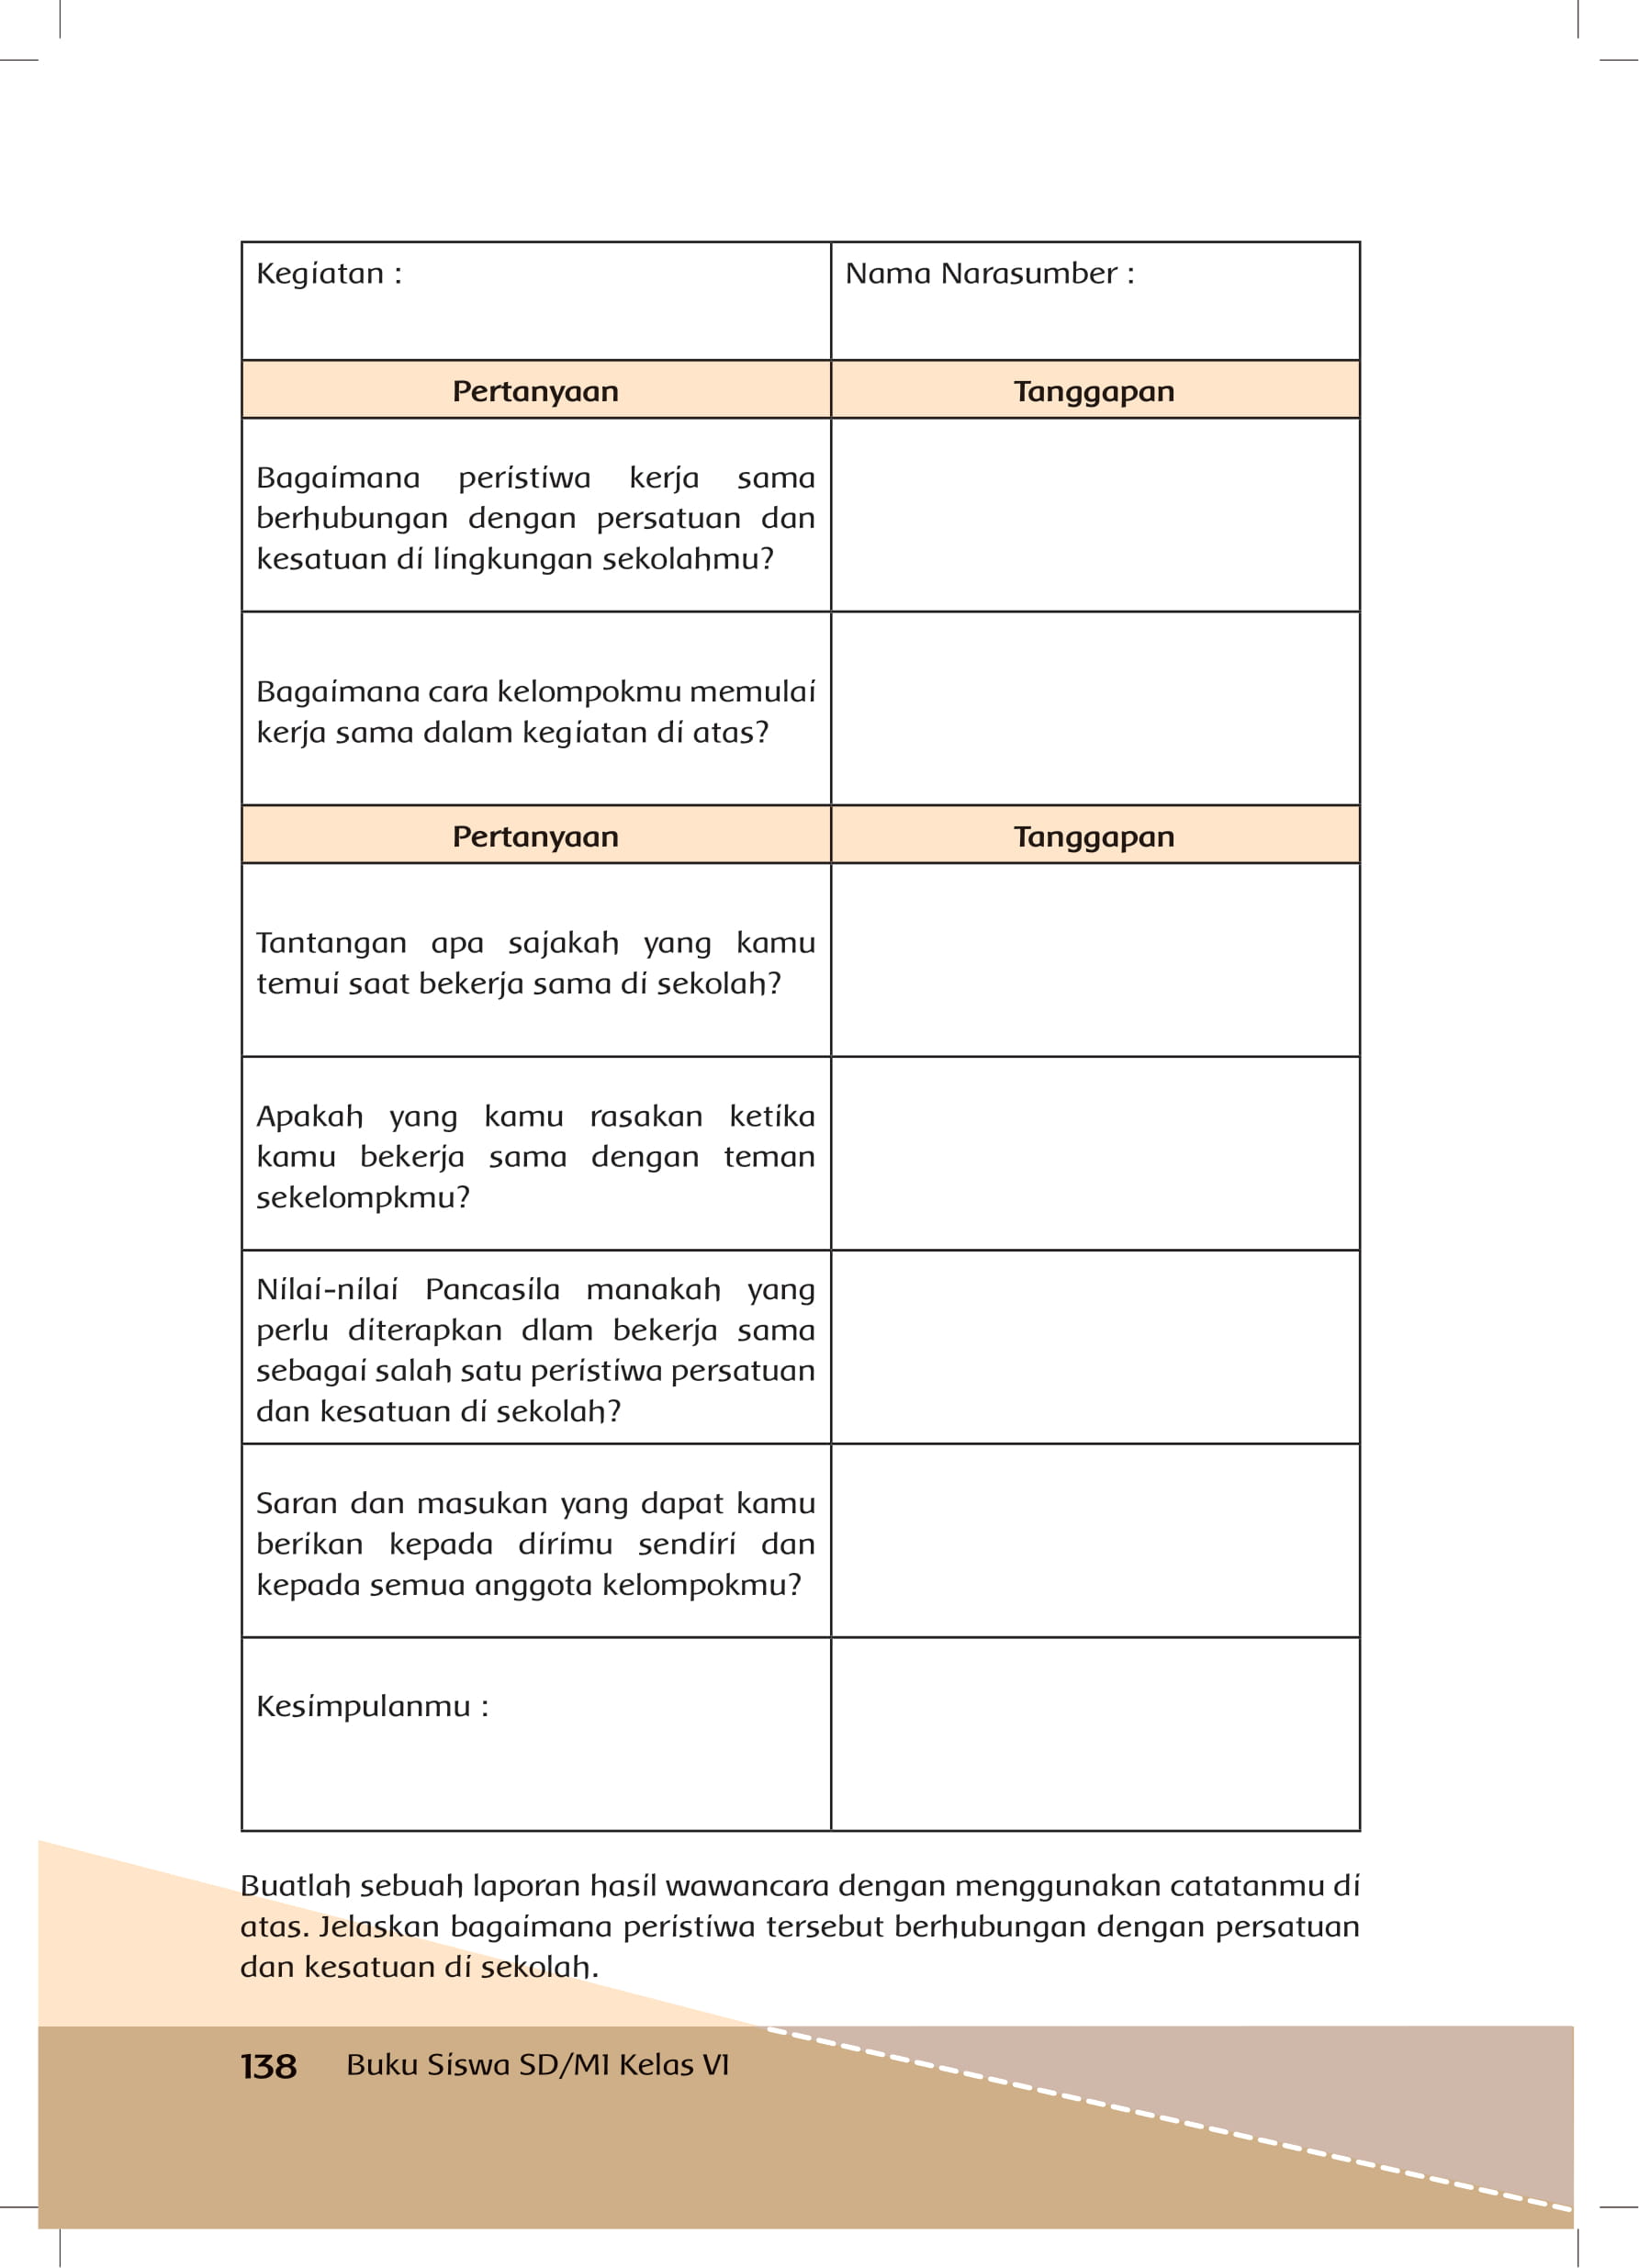 Kegiatan :
Nama Narasumber :
Pertanyaan
Tanggapan
Bagaimana peristiwa kerja sama
berhubungan dengan persatuan dan
kesatuan di lingkungan sekolahmu?
Bagaimana cara kelompokmu memulai
kerja sama dalam kegiatan di atas?
Pertanyaan
Tanggapan
Tantangan apa sajakah yang kamu
temui saat bekerja sama di sekolah?
Apakah yang kamu rasakan ketika
kamu bekerja sama dengan teman
sekelompkmu?
Nilai-nilai Pancasila manakah yang
perlu diterapkan dlam bekerja sama
sebagai salah satu peristiwa persatuan
dan kesatuan di sekolah?
Saran dan masukan yang dapat kamu
berikan kepada dirimu sendiri dan
kepada semua anggota kelompokmu?
Kesimpulanmu :
Buatlah sebuah laporan hasil wawancara dengan menggunakan catatanmu di
atas. Jelaskan bagaimana peristiwa tersebut berhubungan dengan persatuan
dan kesatuan di sekolah.
138 Buku Siswa SD/MI Kelas VI